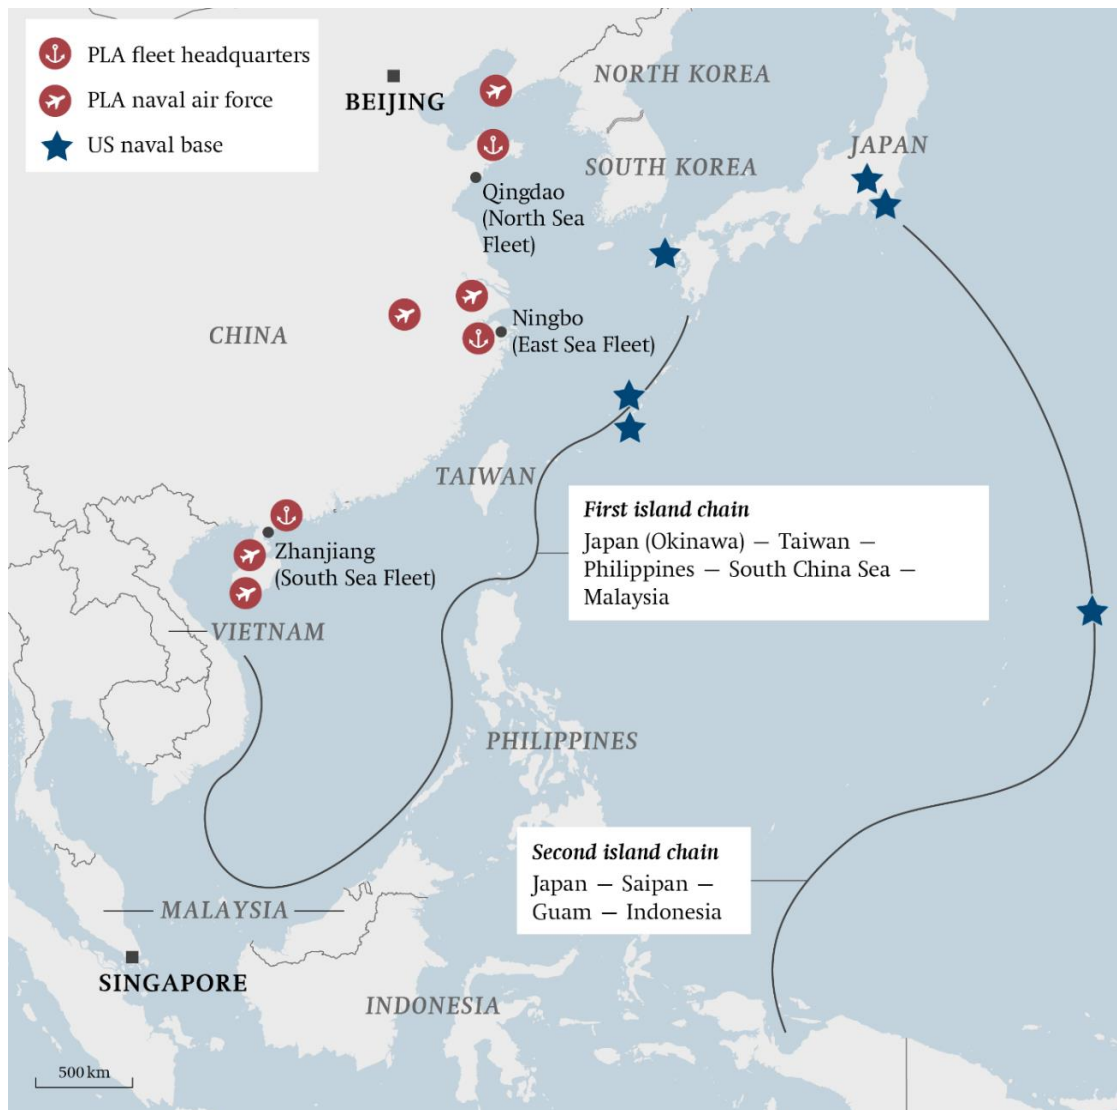 PLA fleet headquarters
PLA naval air force
US naval base
BEIJING
NORTH KOREA
SOUTH KOREA
JAPAN
Qingdao
(North Sea
Fleet)
CHINA
Ningbo
(East Sea Fleet)
TAIWAN
First island chain
Japan (Okinawa) – Taiwan –
Philippines – South China Sea –
Malaysia
Zhanjiang
(South Sea Fleet)
VIETNAM
PHILIPPINES
Second island chain
Japan – Saipan –
Guam – Indonesia
MALAYSIA
SINGAPORE
INDONESIA
500 km